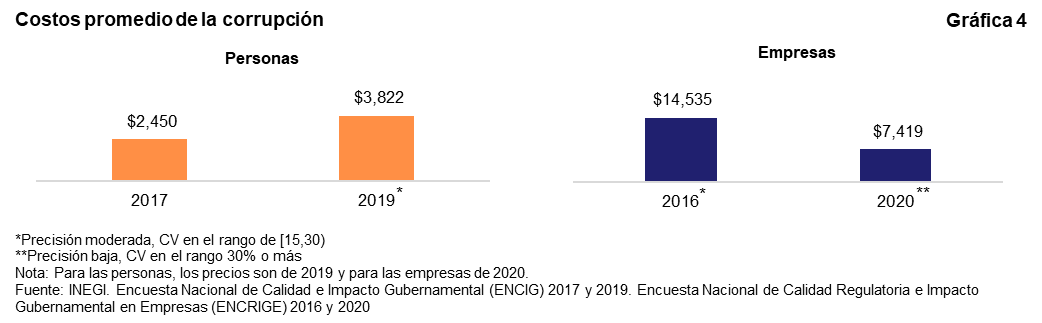 Costos promedio de la corrupción
Gráfica 4
Personas
$2,450
$3,822
2017
2019*
Empresas
$14,535
$7,419
2016*
2020**
*Precisión moderada, CV en el rango de [15,30)
**Precisión baja, CV en el rango 30% o más
Nota: Para las personas, los precios son de 2019 y para las empresas de 2020.
Fuente: INEGI. Encuesta Nacional de Calidad e Impacto Gubernamental (ENCIG) 2017 y 2019. Encuesta Nacional de Calidad Regulatoria e Impacto
Gubernamental en Empresas (ENCRIGE) 2016 y 2020